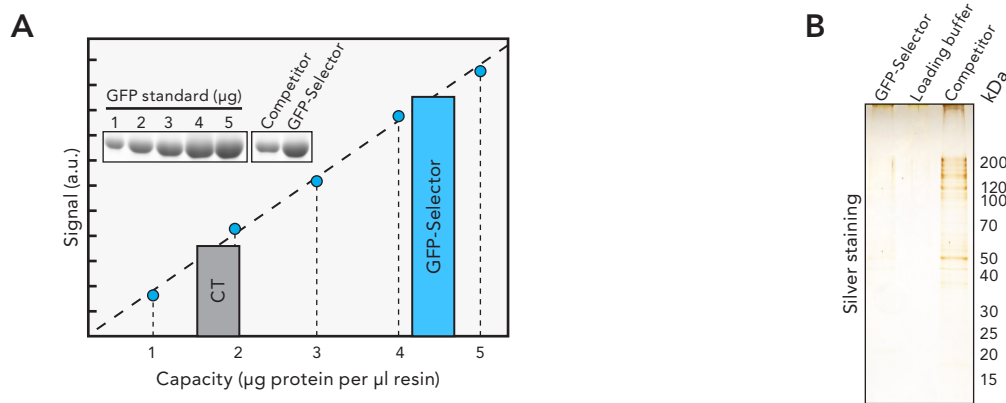 A
GFP standard (µg)
1 2 3 4 5
Competitor
GFP-Selector
Signal (a.u.)
CT
GFP-Selector
1 2 3 4 5
Capacity (µg protein per µl resin)
B
GFP-Selector
Loading buffer
Competitor
kDa
Silver staining
200
120
100
70
50
40
30
25
20
15